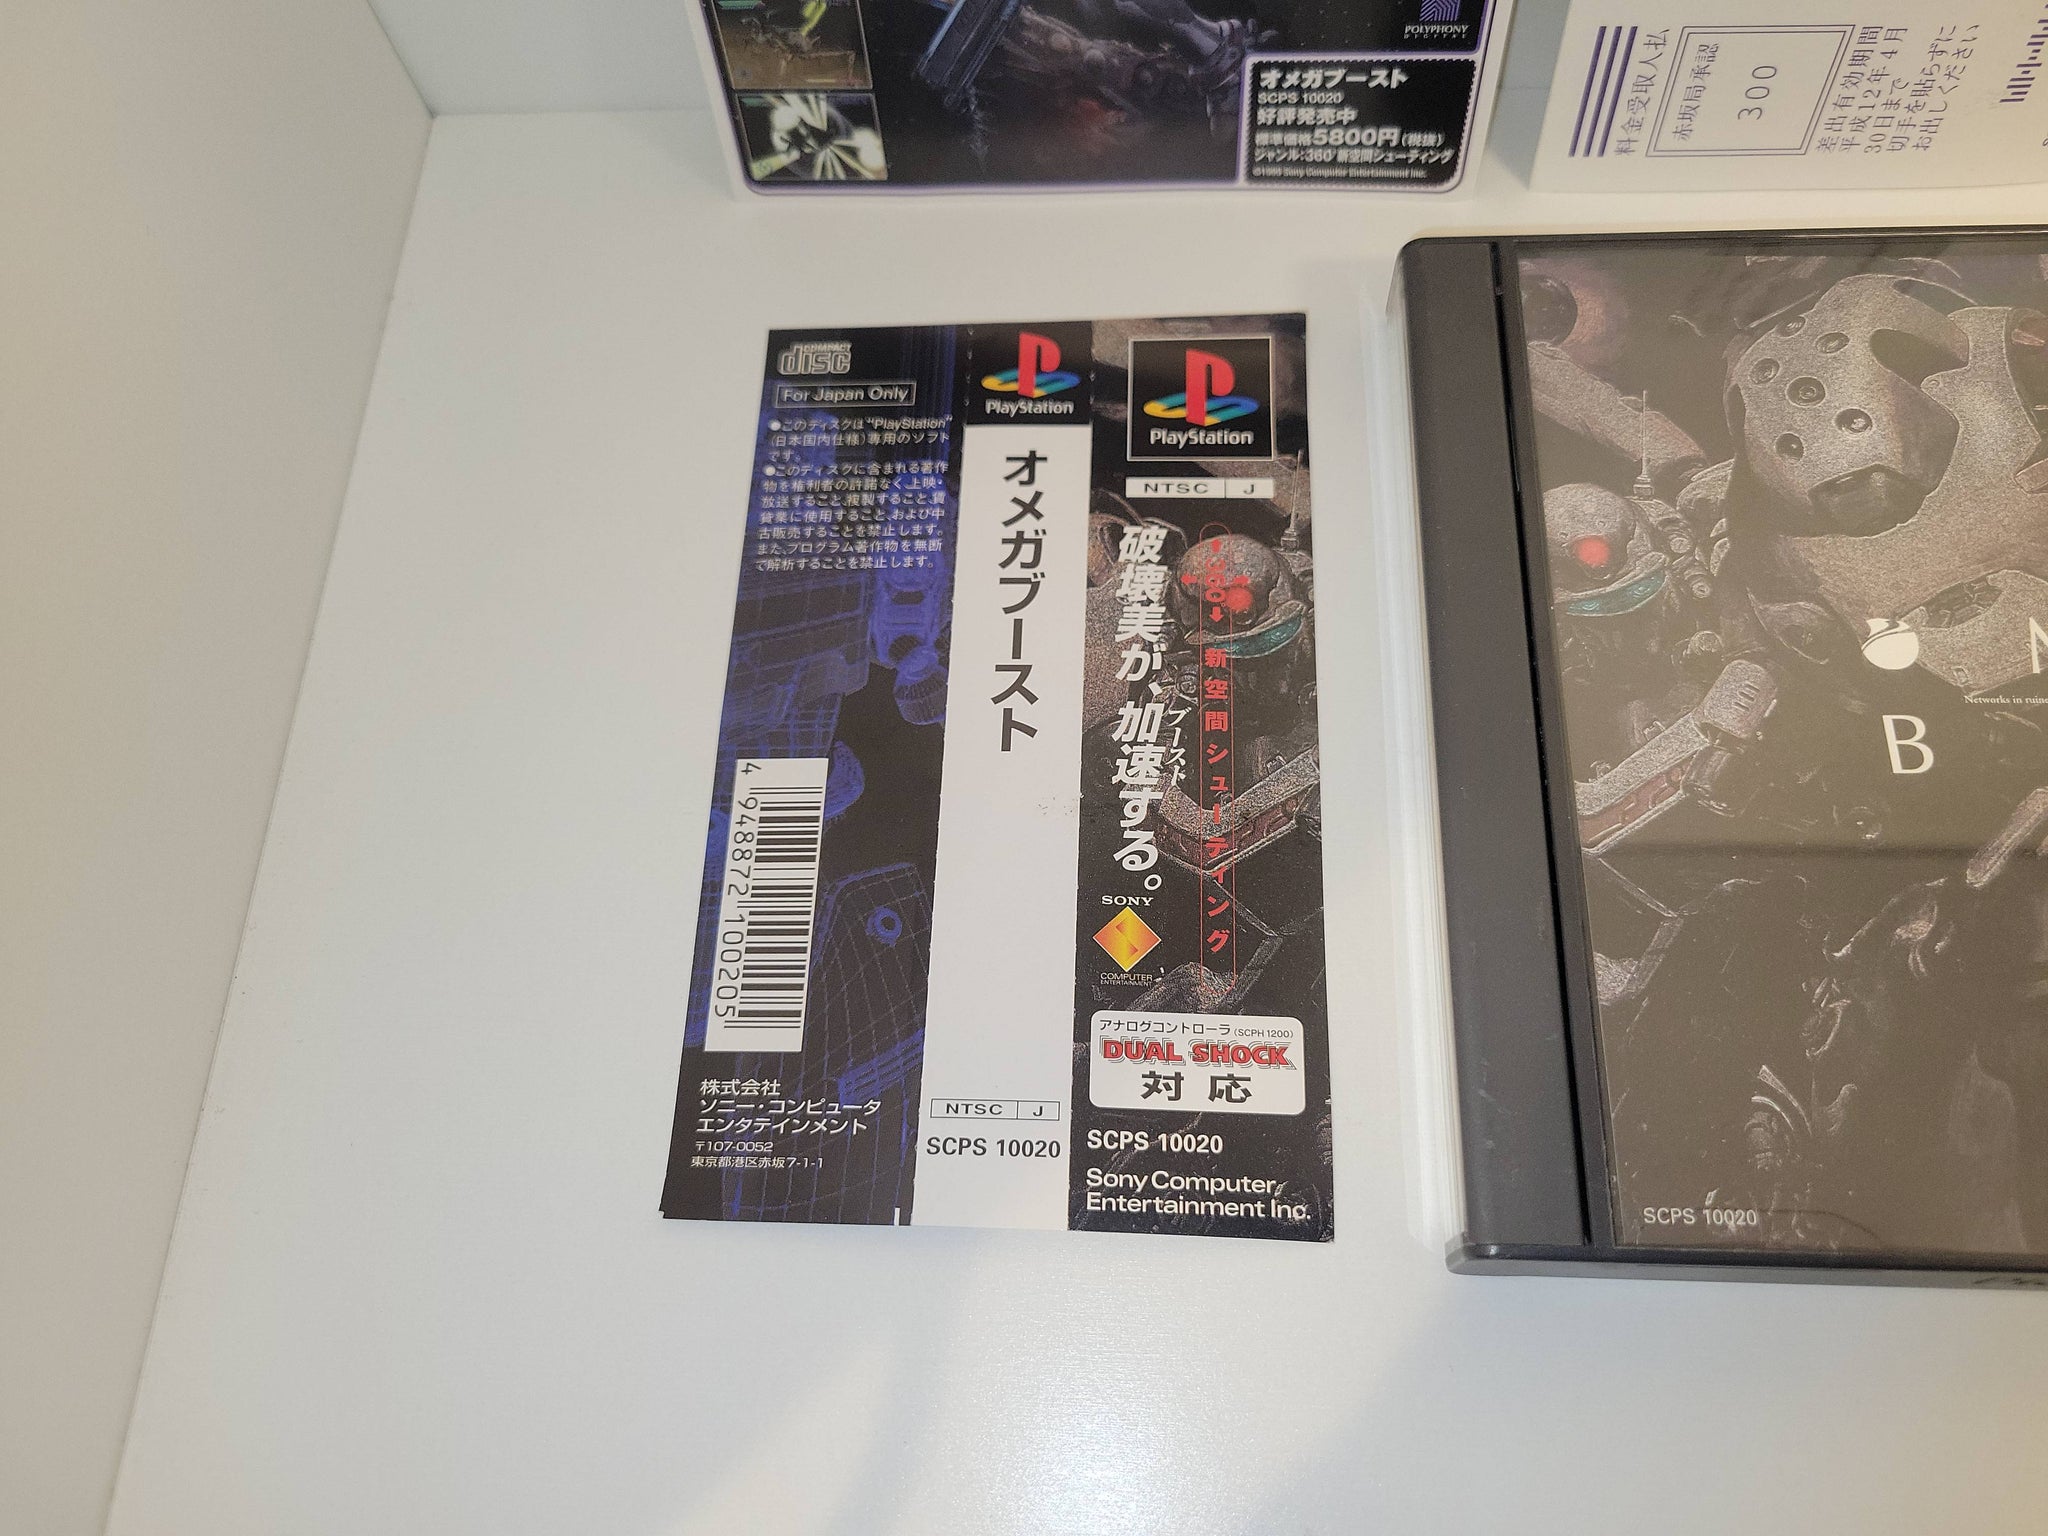 POLYPHONY
DIGITAL
オメガブースト
SCPS 10020
好評発売中
標準価格5800円(税抜)
ジャンル:360°新空間シューティング
©1999 Sony Computer Entertainment Inc.
料金受取人払
赤坂局承認
300
差出有効期間
平成12年4月
30日まで
切手を貼らずに
お出しください
COMPACT
disc
For Japan Only
●このディスクは"PlayStation"
(日本国内仕様)専用のソフト
です。
●このディスクに含まれる著作
物を権利者の許諾なく、上映・
放送すること、複製すること、賃
貸業に使用すること、および中
古販売することを禁止します。
また、プログラム著作物を無断
で解析することを禁止します。
4 948872 100205
株式会社
ソニー・コンピュータ
エンタテインメント
〒107-0052
東京都港区赤坂7-1-1
PlayStation
オメガブースト
NTSC J
SCPS 10020
PlayStation
NTSC J
360
新空間シューティング
破壊美が、加速する。
ブースト
SONY
COMPUTER
ENTERTAINMENT
アナログコントローラ(SCPH 1200)
DUAL SHOCK
対応
SCPS 10020
Sony Computer
Entertainment Inc.
Networks in
B
SCPS 10020